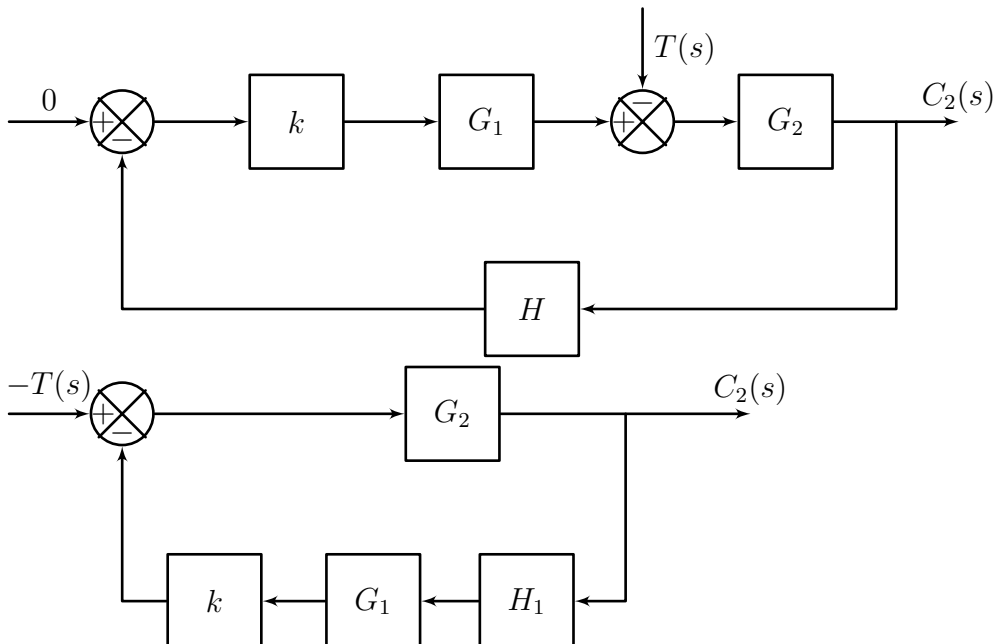 T(s)
0
C₂(s)
+
−
k
G₁
−
+
G₂
H
−T(s)
+
−
G₂
C₂(s)
k
G₁
H₁